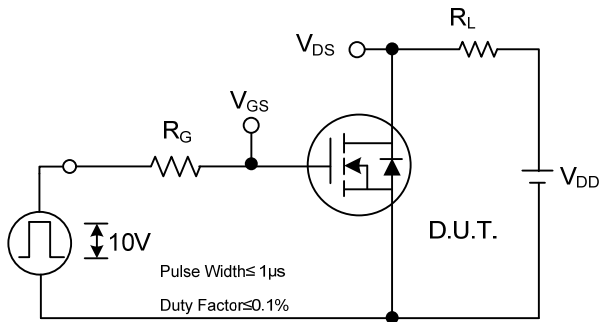 R_L
V_DS
V_GS
R_G
V_DD
D.U.T.
10V
Pulse Width≤ 1μs
Duty Factor≤0.1%